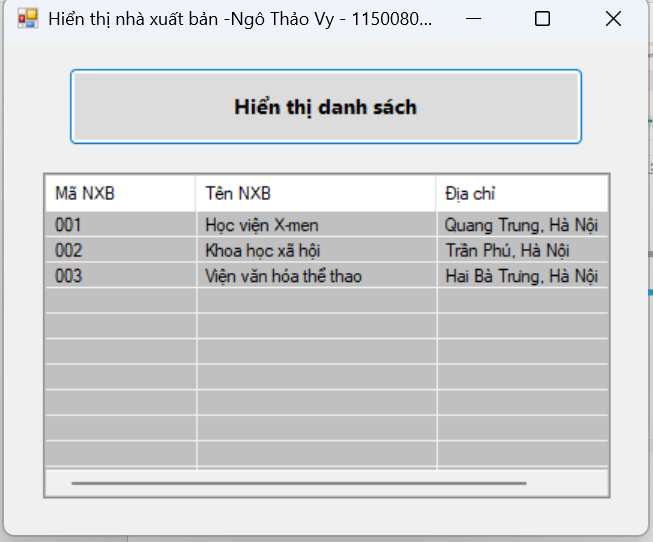 Hiển thị nhà xuất bản -Ngô Thảo Vy - 1150080...
Hiển thị danh sách
Mã NXB Tên NXB Địa chỉ
001 Học viện X-men Quang Trung, Hà Nội
002 Khoa học xã hội Trần Phú, Hà Nội
003 Viện văn hóa thể thao Hai Bà Trưng, Hà Nội